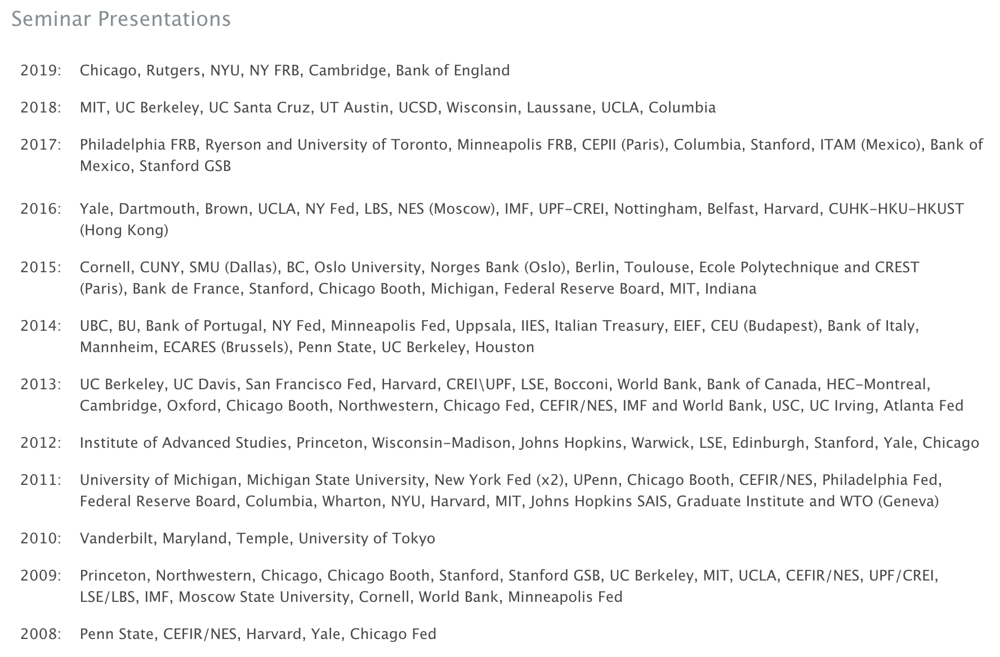 Seminar Presentations
2019: Chicago, Rutgers, NYU, NY FRB, Cambridge, Bank of England
2018: MIT, UC Berkeley, UC Santa Cruz, UT Austin, UCSD, Wisconsin, Laussane, UCLA, Columbia
2017: Philadelphia FRB, Ryerson and University of Toronto, Minneapolis FRB, CEPII (Paris), Columbia, Stanford, ITAM (Mexico), Bank of
Mexico, Stanford GSB
2016: Yale, Dartmouth, Brown, UCLA, NY Fed, LBS, NES (Moscow), IMF, UPF-CREI, Nottingham, Belfast, Harvard, CUHK-HKU-HKUST
(Hong Kong)
2015: Cornell, CUNY, SMU (Dallas), BC, Oslo University, Norges Bank (Oslo), Berlin, Toulouse, Ecole Polytechnique and CREST
(Paris), Bank de France, Stanford, Chicago Booth, Michigan, Federal Reserve Board, MIT, Indiana
2014: UBC, BU, Bank of Portugal, NY Fed, Minneapolis Fed, Uppsala, IIES, Italian Treasury, EIEF, CEU (Budapest), Bank of Italy,
Mannheim, ECARES (Brussels), Penn State, UC Berkeley, Houston
2013: UC Berkeley, UC Davis, San Francisco Fed, Harvard, CREI\UPF, LSE, Bocconi, World Bank, Bank of Canada, HEC-Montreal,
Cambridge, Oxford, Chicago Booth, Northwestern, Chicago Fed, CEFIR/NES, IMF and World Bank, USC, UC Irving, Atlanta Fed
2012: Institute of Advanced Studies, Princeton, Wisconsin-Madison, Johns Hopkins, Warwick, LSE, Edinburgh, Stanford, Yale, Chicago
2011: University of Michigan, Michigan State University, New York Fed (x2), UPenn, Chicago Booth, CEFIR/NES, Philadelphia Fed,
Federal Reserve Board, Columbia, Wharton, NYU, Harvard, MIT, Johns Hopkins SAIS, Graduate Institute and WTO (Geneva)
2010: Vanderbilt, Maryland, Temple, University of Tokyo
2009: Princeton, Northwestern, Chicago, Chicago Booth, Stanford, Stanford GSB, UC Berkeley, MIT, UCLA, CEFIR/NES, UPF/CREI,
LSE/LBS, IMF, Moscow State University, Cornell, World Bank, Minneapolis Fed
2008: Penn State, CEFIR/NES, Harvard, Yale, Chicago Fed